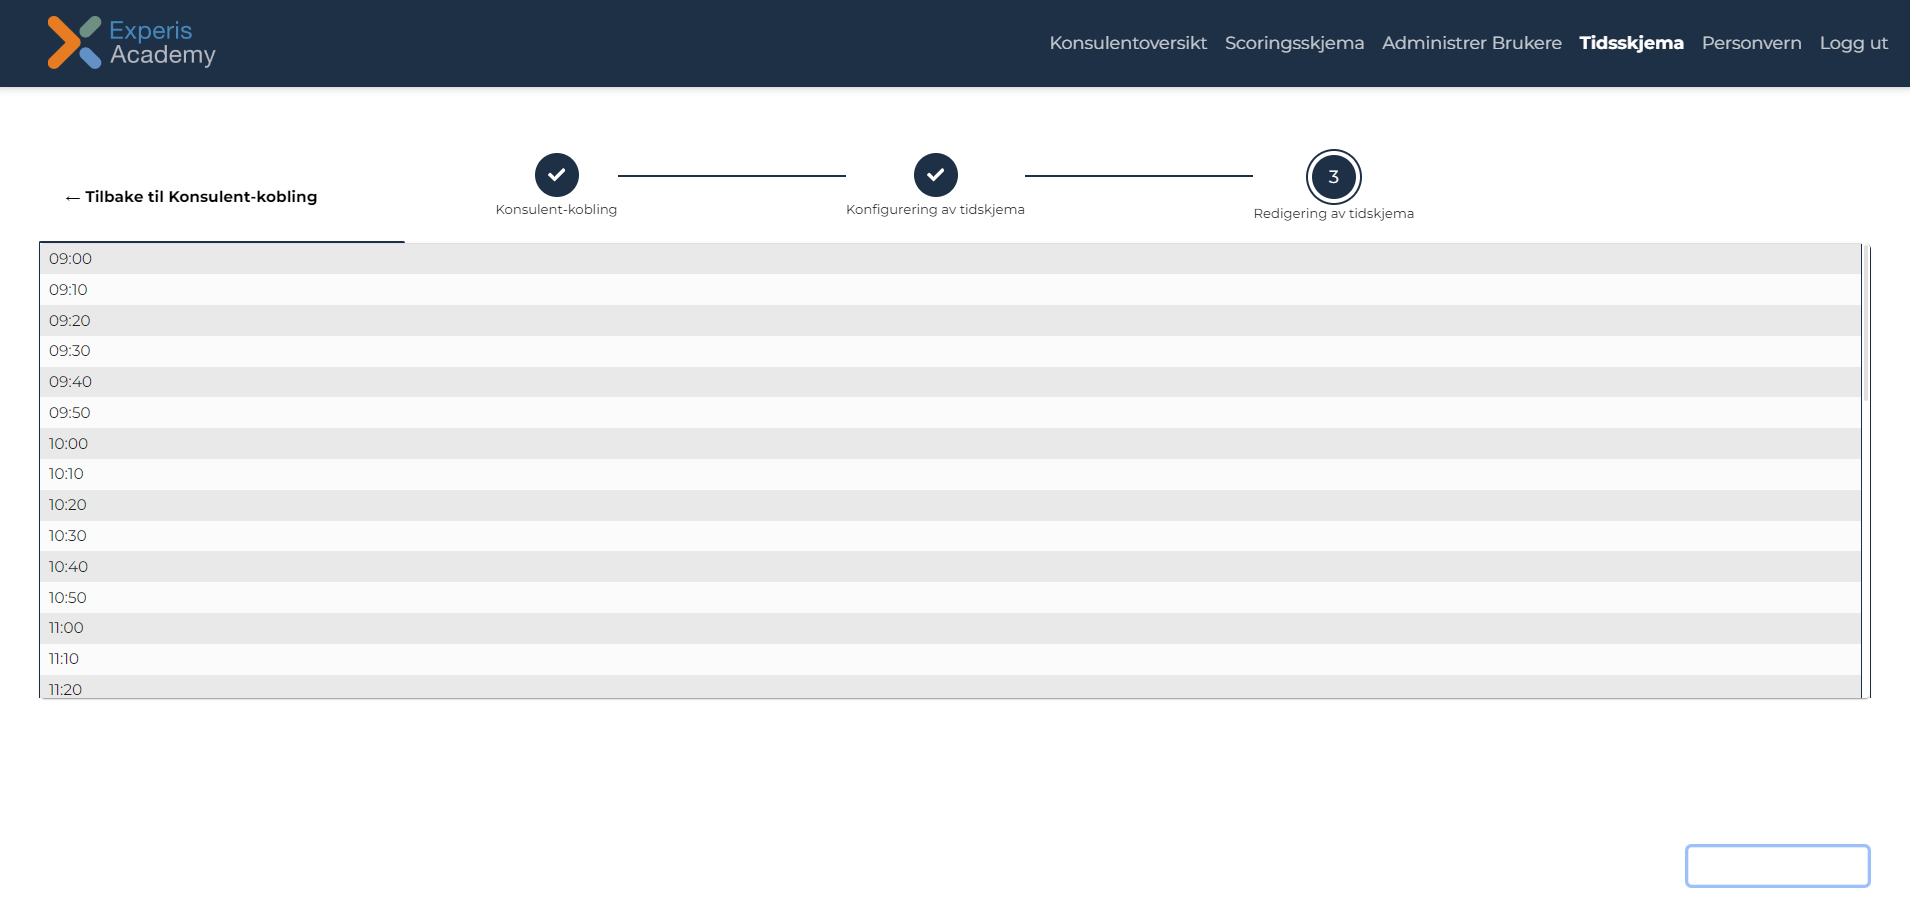 Experis
Academy
Konsulentoversikt Scoringsskjema Administrer Brukere Tidsskjema Personvern Logg ut
← Tilbake til Konsulent-kobling
Konsulent-kobling
Konfigurering av tidskjema
3
Redigering av tidskjema
09:00
09:10
09:20
09:30
09:40
09:50
10:00
10:10
10:20
10:30
10:40
10:50
11:00
11:10
11:20